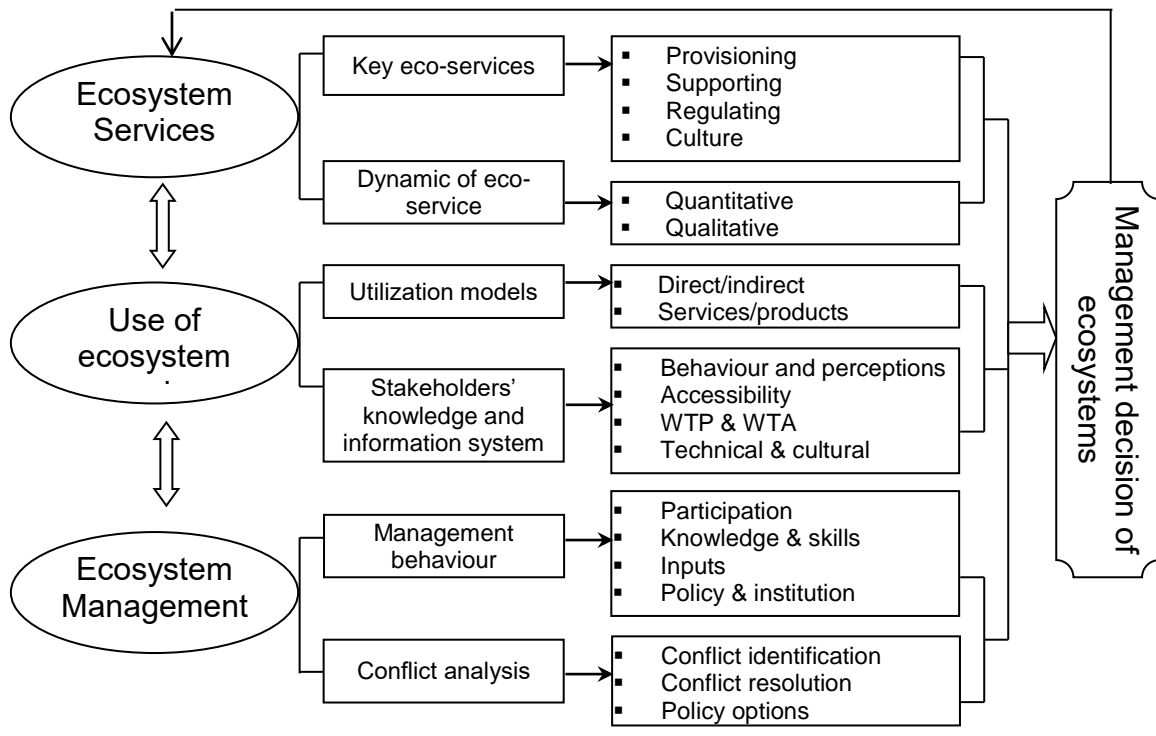 Ecosystem
Services
Key eco-services
▪ Provisioning
▪ Supporting
▪ Regulating
▪ Culture
Dynamic of eco-
service
▪ Quantitative
▪ Qualitative
Use of
ecosystem
Utilization models
▪ Direct/indirect
▪ Services/products
Stakeholders’
knowledge and
information system
▪ Behaviour and perceptions
▪ Accessibility
▪ WTP & WTA
▪ Technical & cultural
Ecosystem
Management
Management
behaviour
▪ Participation
▪ Knowledge & skills
▪ Inputs
▪ Policy & institution
Conflict analysis
▪ Conflict identification
▪ Conflict resolution
▪ Policy options
Management decision of
ecosystems